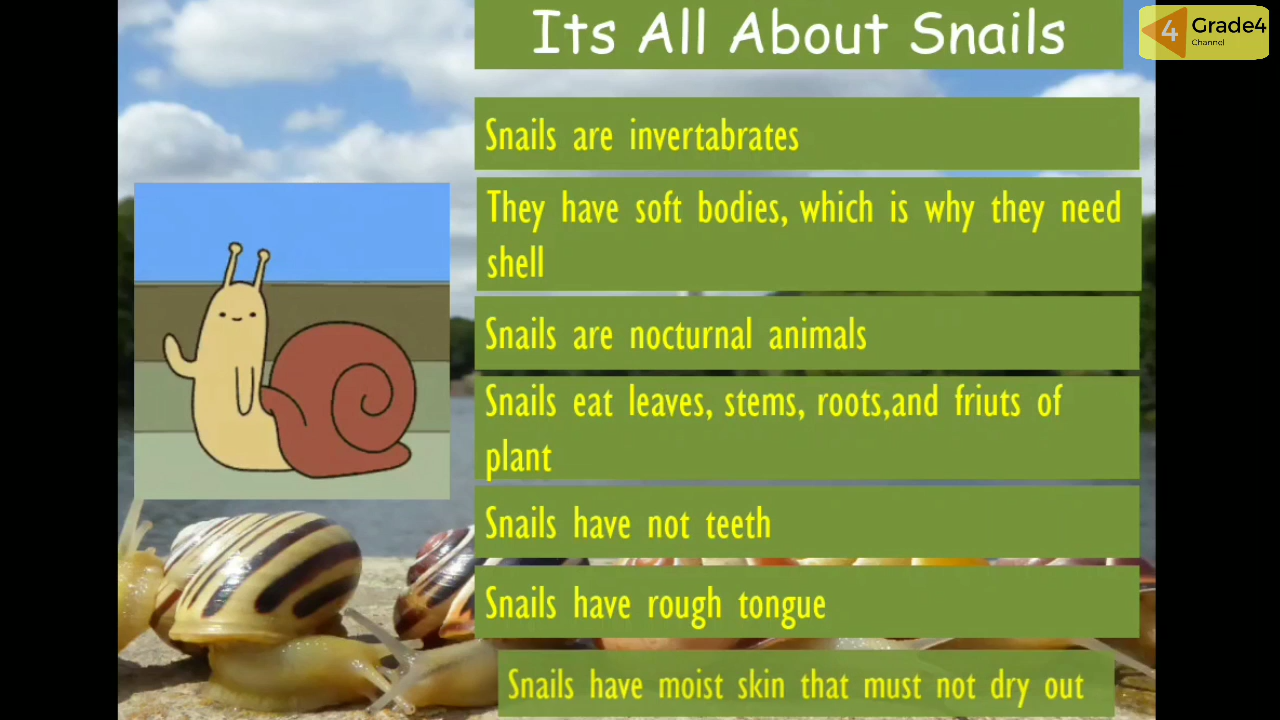 Its All About Snails
4 Grade4
Channel
Snails are invertabrates
They have soft bodies, which is why they need
shell
Snails are nocturnal animals
Snails eat leaves, stems, roots,and friuts of
plant
Snails have not teeth
Snails have rough tongue
Snails have moist skin that must not dry out